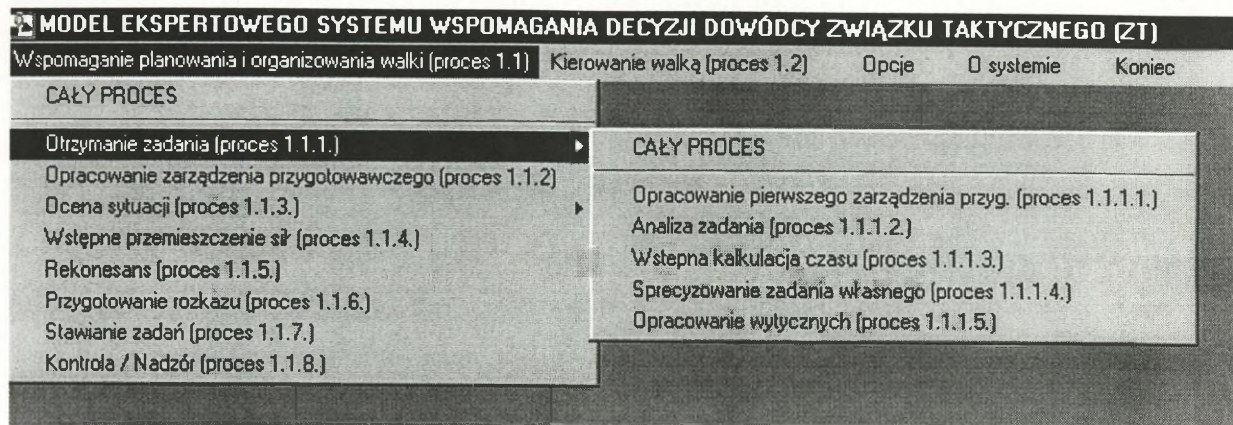 MODEL EKSPERTOWEGO SYSTEMU WSPOMAGANIA DECYZJI DOWÓDCY ZWIĄZKU TAKTYCZNEGO (ZT)
Wspomaganie planowania i organizowania walki (proces 1.1) Kierowanie walką (proces 1.2) Opcje O systemie Koniec
CAŁY PROCES
Otrzymanie zadania (proces 1.1.1.)
Opracowanie zarządzenia przygotowawczego (proces 1.1.2)
Ocena sytuacji (proces 1.1.3.)
Wstępne przemieszczenie sił (proces 1.1.4.)
Rekonesans (proces 1.1.5.)
Przygotowanie rozkazu (proces 1.1.6.)
Stawianie zadań (proces 1.1.7.)
Kontrola / Nadzór (proces 1.1.8.)
CAŁY PROCES
Opracowanie pierwszego zarządzenia przyg. (proces 1.1.1.1.)
Analiza zadania (proces 1.1.1.2.)
Wstepna kalkulacja czasu (proces 1.1.1.3.)
Sprecyzowanie zadania własnego (proces 1.1.1.4.)
Opracowanie wytycznych (proces 1.1.1.5.)